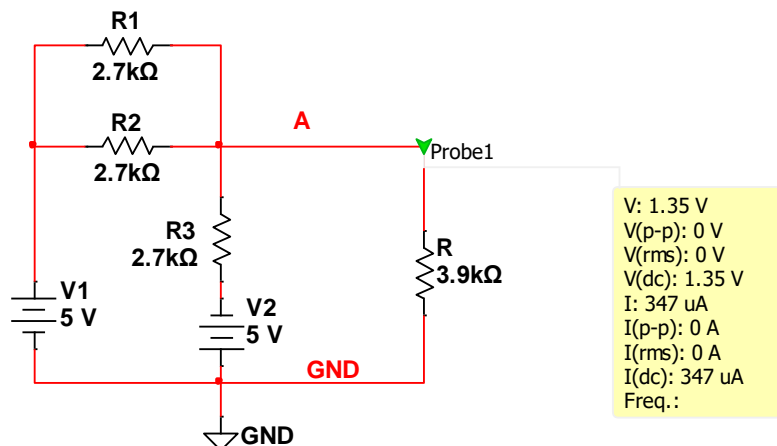 R1
2.7kΩ
A
R2
2.7kΩ
Probe1
R3
2.7kΩ
R
3.9kΩ
V1
5 V
V2
5 V
GND
GND
V: 1.35 V
V(p-p): 0 V
V(rms): 0 V
V(dc): 1.35 V
I: 347 uA
I(p-p): 0 A
I(rms): 0 A
I(dc): 347 uA
Freq.: